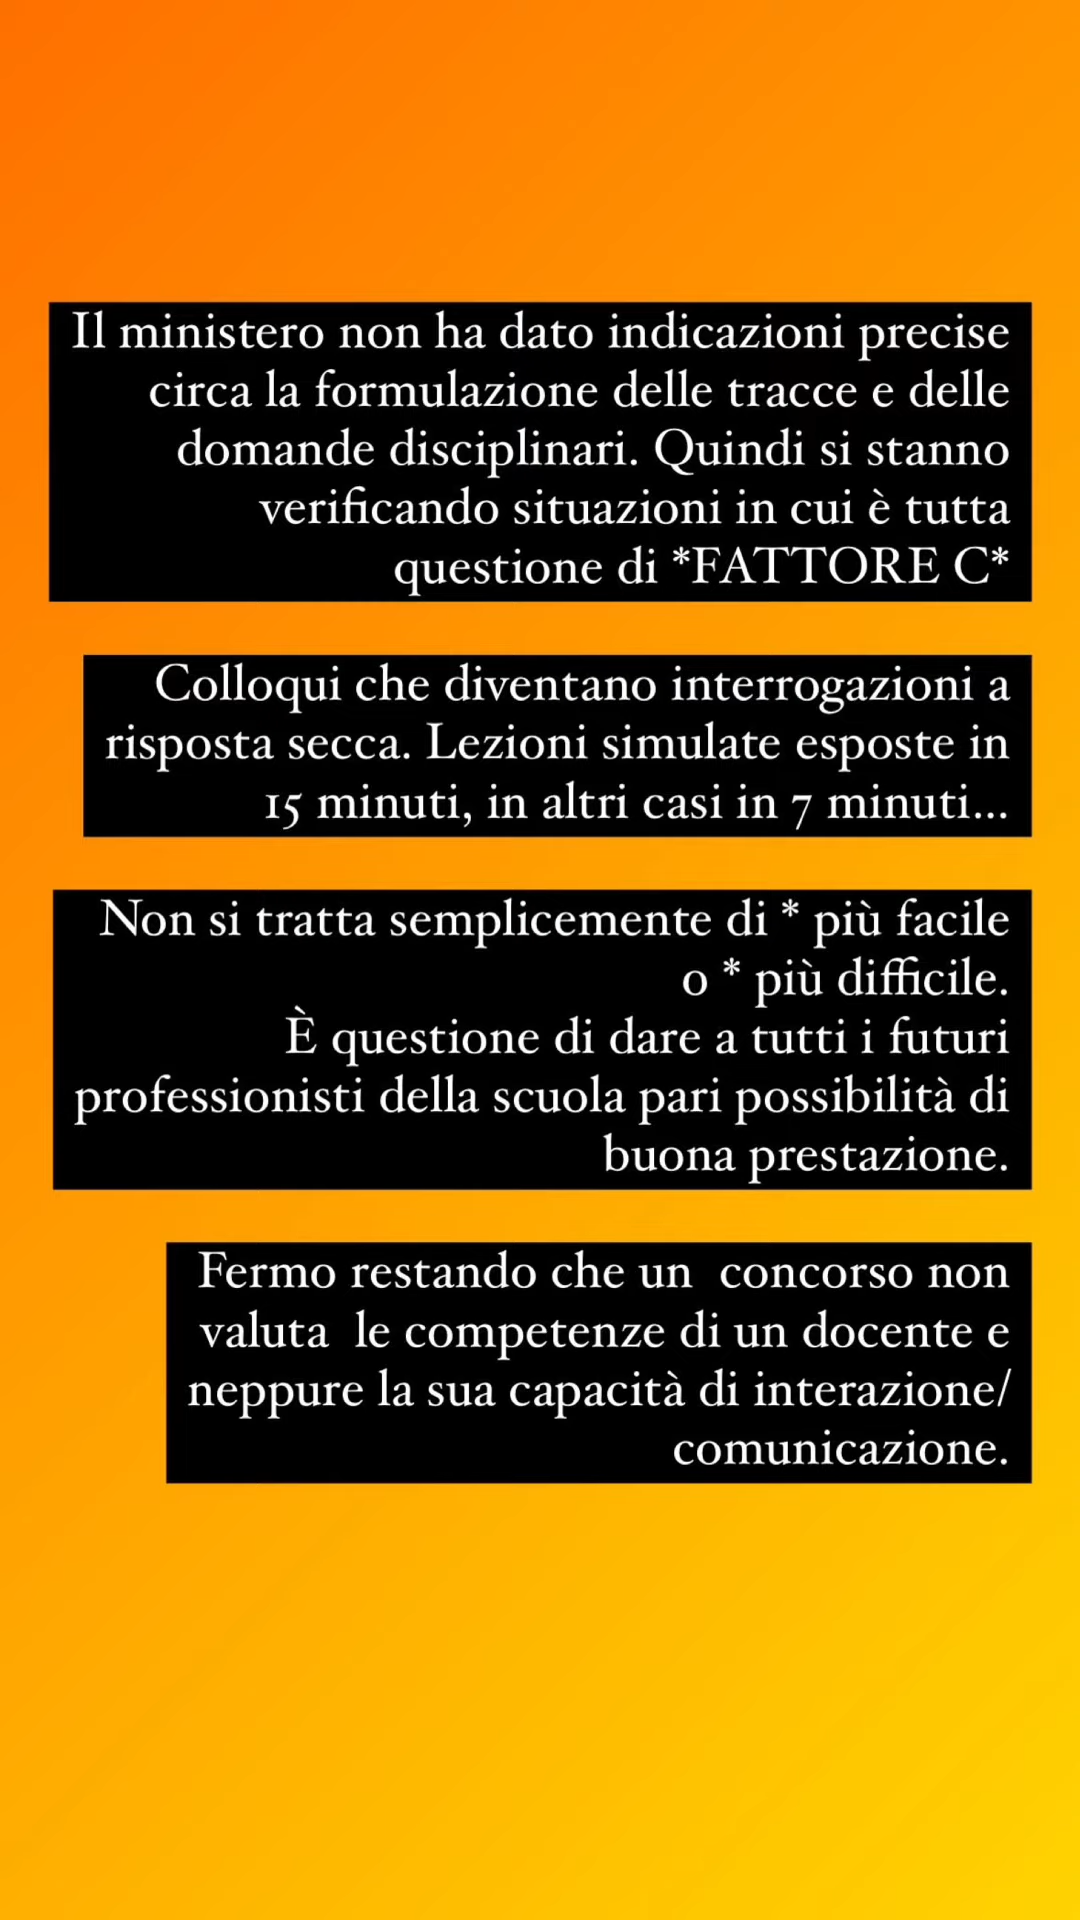 Il ministero non ha dato indicazioni precise
circa la formulazione delle tracce e delle
domande disciplinari. Quindi si stanno
verificando situazioni in cui è tutta
questione di *FATTORE C*
Colloqui che diventano interrogazioni a
risposta secca. Lezioni simulate esposte in
15 minuti, in altri casi in 7 minuti...
Non si tratta semplicemente di * più facile
o * più difficile.
È questione di dare a tutti i futuri
professionisti della scuola pari possibilità di
buona prestazione.
Fermo restando che un  concorso non
valuta  le competenze di un docente e
neppure la sua capacità di interazione/
comunicazione.